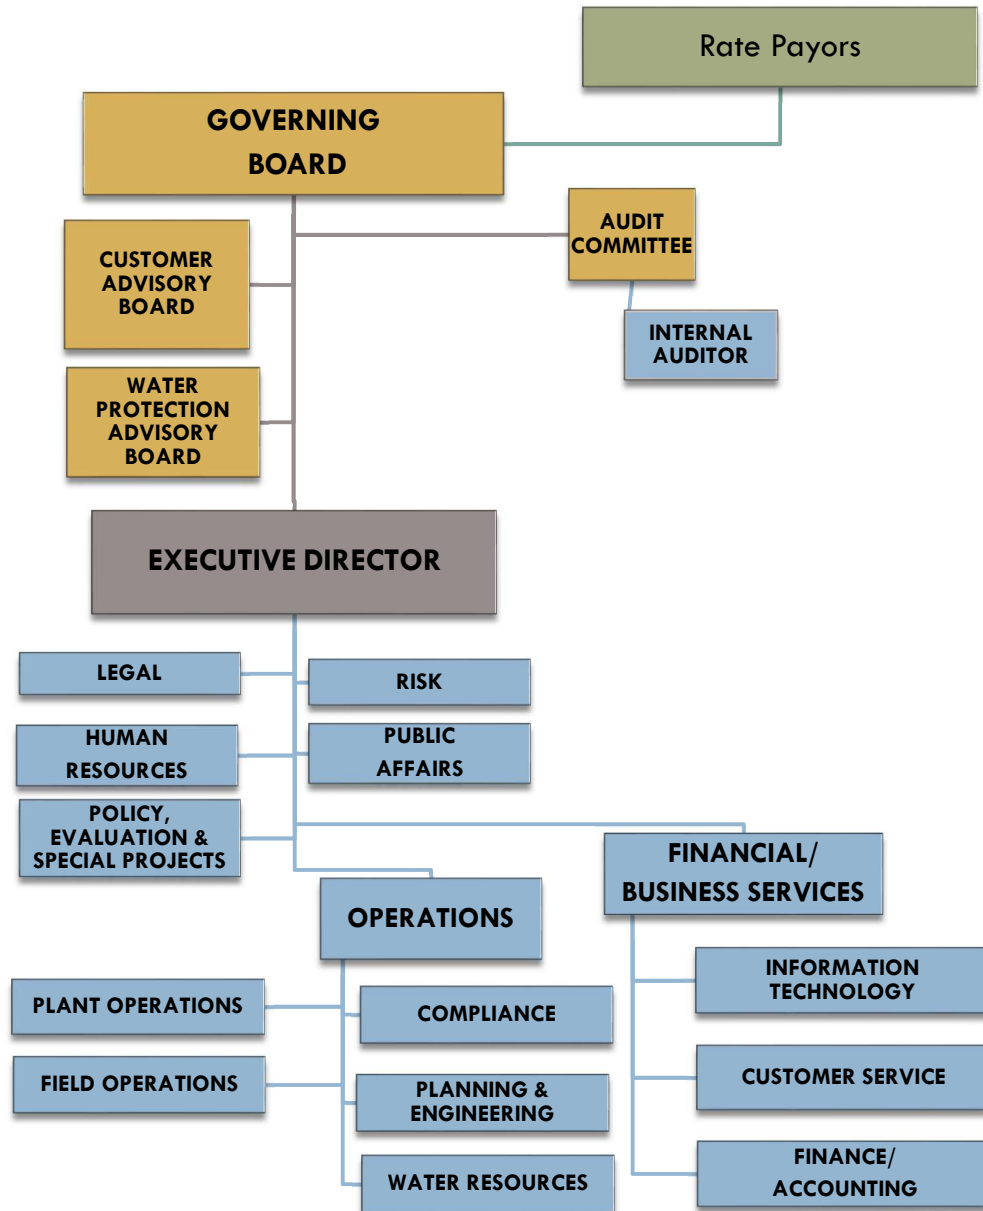 Rate Payors
GOVERNING
BOARD
AUDIT
COMMITTEE
CUSTOMER
ADVISORY
BOARD
INTERNAL
AUDITOR
WATER
PROTECTION
ADVISORY
BOARD
EXECUTIVE DIRECTOR
LEGAL
RISK
HUMAN
RESOURCES
PUBLIC
AFFAIRS
POLICY,
EVALUATION &
SPECIAL PROJECTS
FINANCIAL/
BUSINESS SERVICES
OPERATIONS
INFORMATION
TECHNOLOGY
PLANT OPERATIONS
COMPLIANCE
FIELD OPERATIONS
CUSTOMER SERVICE
PLANNING &
ENGINEERING
WATER RESOURCES
FINANCE/
ACCOUNTING